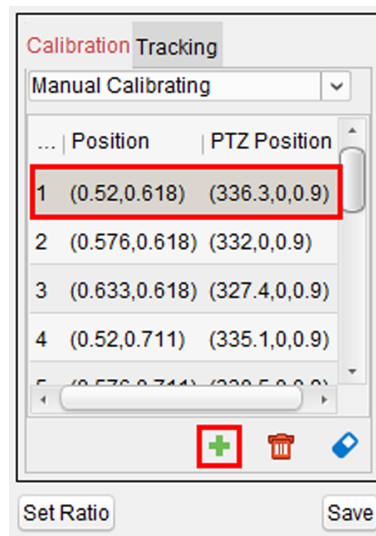 Calibration Tracking
Manual Calibrating
... Position PTZ Position
1 (0.52,0.618) (336.3,0,0.9)
2 (0.576,0.618) (332,0,0.9)
3 (0.633,0.618) (327.4,0,0.9)
4 (0.52,0.711) (335.1,0,0.9)
Set Ratio Save